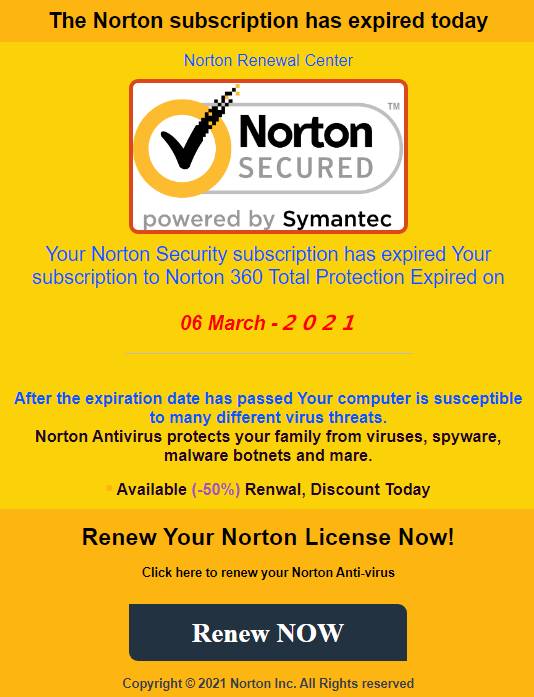 The Norton subscription has expired today
Norton Renewal Center
Norton
SECURED
TM
powered by Symantec
Your Norton Security subscription has expired Your
subscription to Norton 360 Total Protection Expired on
06 March - 2 0 2 1
After the expiration date has passed Your computer is susceptible
to many different virus threats.
Norton Antivirus protects your family from viruses, spyware,
malware botnets and mare.
* Available (-50%) Renwal, Discount Today
Renew Your Norton License Now!
Click here to renew your Norton Anti-virus
Renew NOW
Copyright © 2021 Norton Inc. All Rights reserved